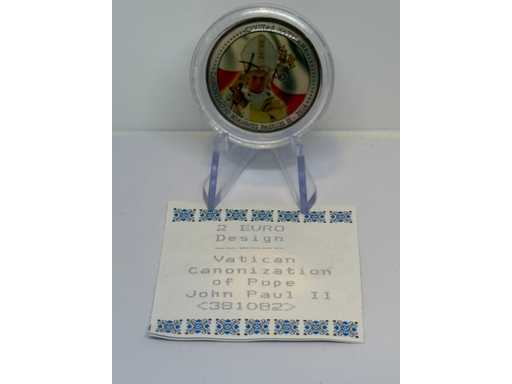 2 EURO
Design
--------
Vatican
Canonization
of Pope
John Paul II
<381082>